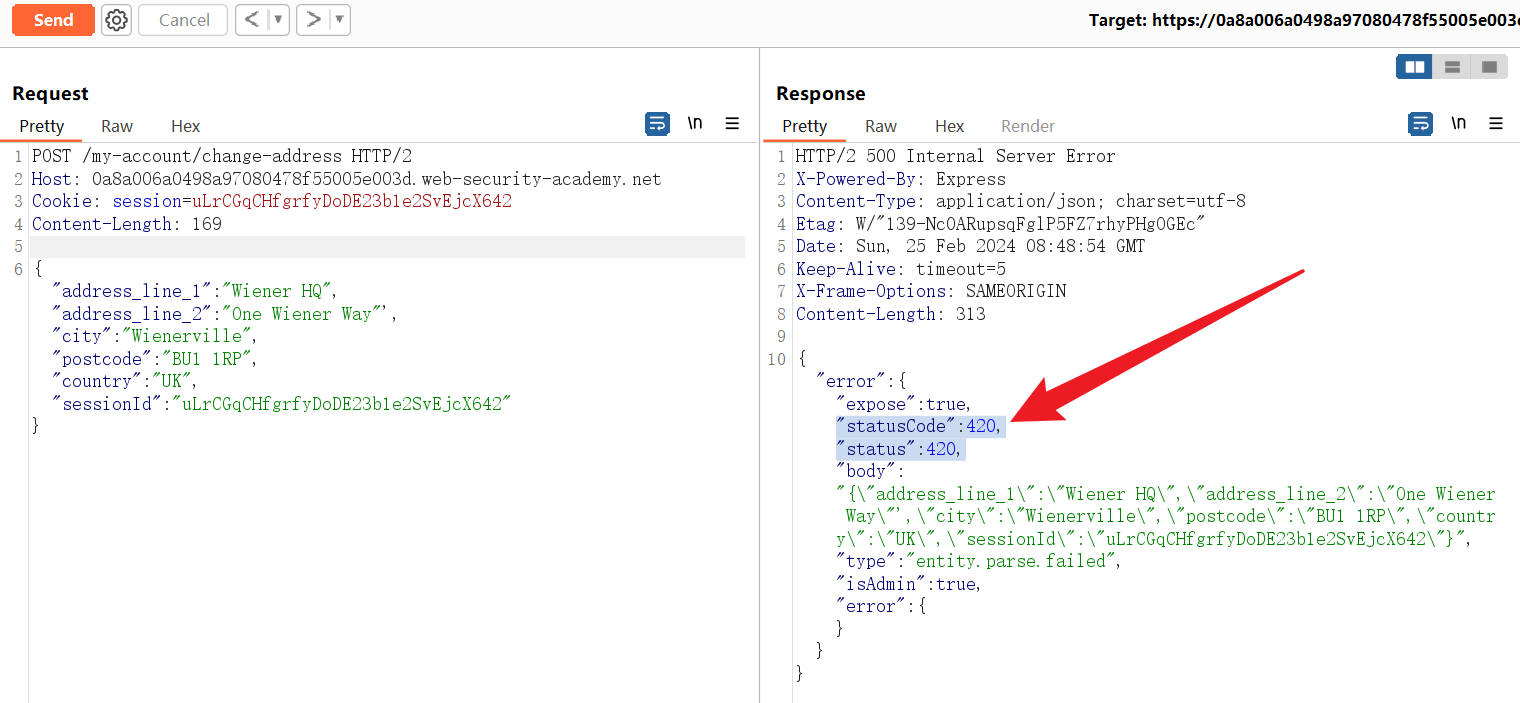 Send
Cancel
Target: https://0a8a006a0498a97080478f55005e003
Request
Response
Pretty Raw Hex
\n
Pretty Raw Hex Render
\n
1 POST /my-account/change-address HTTP/2
2 Host: 0a8a006a0498a97080478f55005e003d.web-security-academy.net
3 Cookie: session=uLrCGqCHfgrfyDoDE23b1e2SvEjcX642
4 Content-Length: 169
5
6 {
"address_line_1":"Wiener HQ",
"address_line_2":"One Wiener Way"',
"city":"Wienerville",
"postcode":"BU1 1RP",
"country":"UK",
"sessionId":"uLrCGqCHfgrfyDoDE23b1e2SvEjcX642"
}
1 HTTP/2 500 Internal Server Error
2 X-Powered-By: Express
3 Content-Type: application/json; charset=utf-8
4 Etag: W/"139-NcOARupsqFglP5FZ7rhyPHgOGEc"
5 Date: Sun, 25 Feb 2024 08:48:54 GMT
6 Keep-Alive: timeout=5
7 X-Frame-Options: SAMEORIGIN
8 Content-Length: 313
9
10 {
"error":{
"expose":true,
"statusCode":420,
"status":420,
"body":
"{\"address_line_1\":\"Wiener HQ\",\"address_line_2\":\"One Wiener
Way\"',\"city\":\"Wienerville\",\"postcode\":\"BU1 1RP\",\"countr
y\":\"UK\",\"sessionId\":\"uLrCGqCHfgrfyDoDE23b1e2SvEjcX642\"}",
"type":"entity.parse.failed",
"isAdmin":true,
"error":{
}
}
}